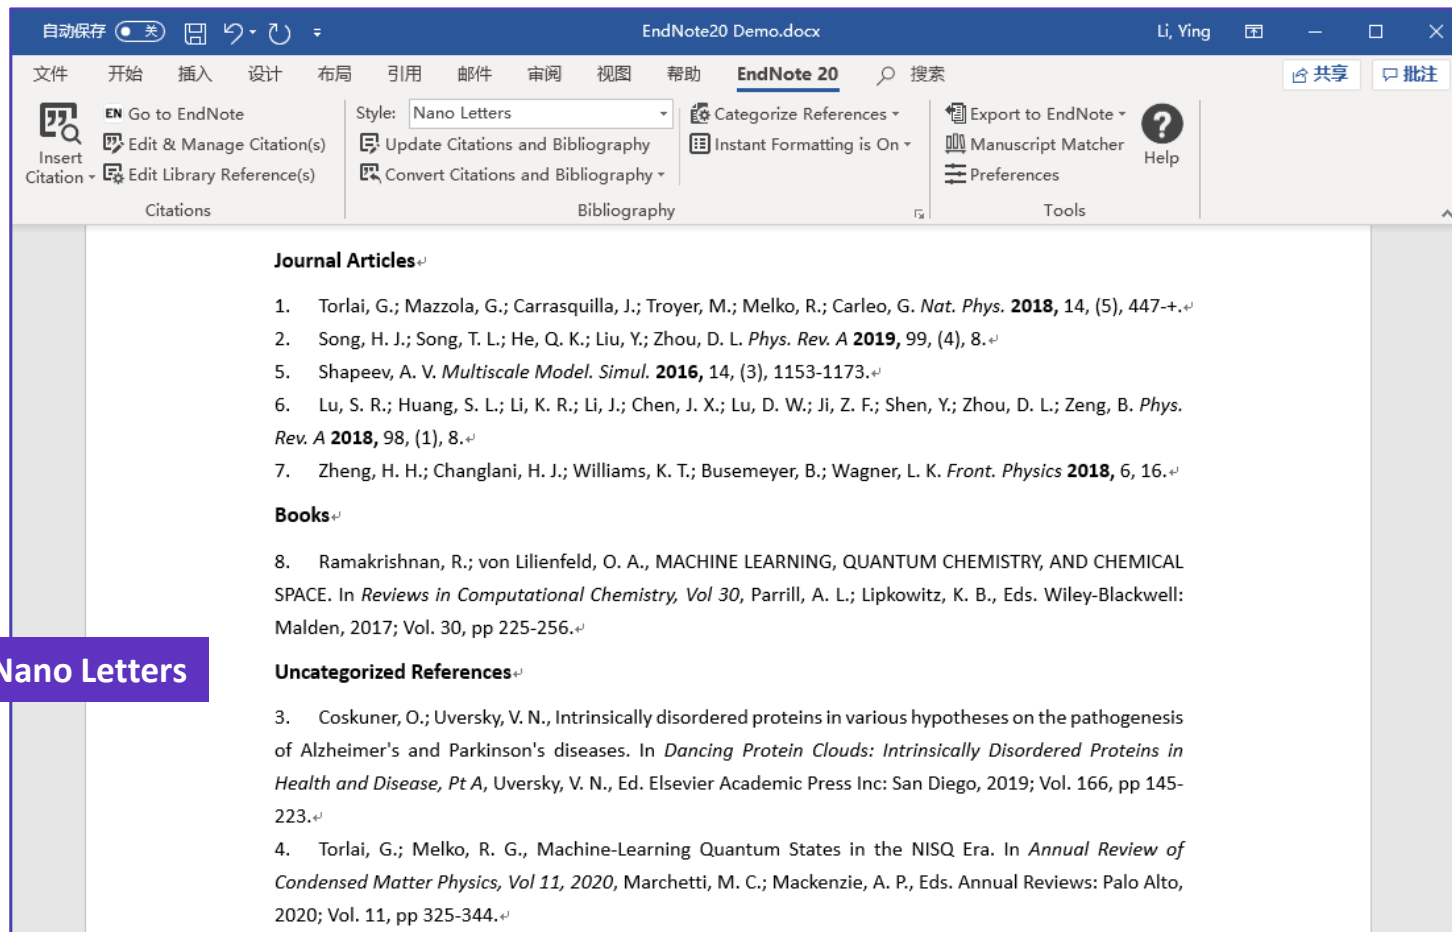 自动保存 关 EndNote20 Demo.docx Li, Ying
文件 开始 插入 设计 布局 引用 邮件 审阅 视图 帮助 EndNote 20 搜索 共享 批注
Insert Citation
EN Go to EndNote
Edit & Manage Citation(s)
Edit Library Reference(s)
Citations
Style: Nano Letters
Update Citations and Bibliography
Convert Citations and Bibliography
Categorize References
Instant Formatting is On
Bibliography
Export to EndNote
Manuscript Matcher
Preferences
Help
Tools
Journal Articles
1. Torlai, G.; Mazzola, G.; Carrasquilla, J.; Troyer, M.; Melko, R.; Carleo, G. Nat. Phys. 2018, 14, (5), 447-+.
2. Song, H. J.; Song, T. L.; He, Q. K.; Liu, Y.; Zhou, D. L. Phys. Rev. A 2019, 99, (4), 8.
5. Shapeev, A. V. Multiscale Model. Simul. 2016, 14, (3), 1153-1173.
6. Lu, S. R.; Huang, S. L.; Li, K. R.; Li, J.; Chen, J. X.; Lu, D. W.; Ji, Z. F.; Shen, Y.; Zhou, D. L.; Zeng, B. Phys.
Rev. A 2018, 98, (1), 8.
7. Zheng, H. H.; Changlani, H. J.; Williams, K. T.; Busemeyer, B.; Wagner, L. K. Front. Physics 2018, 6, 16.
Books
8. Ramakrishnan, R.; von Lilienfeld, O. A., MACHINE LEARNING, QUANTUM CHEMISTRY, AND CHEMICAL
SPACE. In Reviews in Computational Chemistry, Vol 30, Parrill, A. L.; Lipkowitz, K. B., Eds. Wiley-Blackwell:
Malden, 2017; Vol. 30, pp 225-256.
Nano Letters
Uncategorized References
3. Coskuner, O.; Uversky, V. N., Intrinsically disordered proteins in various hypotheses on the pathogenesis
of Alzheimer's and Parkinson's diseases. In Dancing Protein Clouds: Intrinsically Disordered Proteins in
Health and Disease, Pt A, Uversky, V. N., Ed. Elsevier Academic Press Inc: San Diego, 2019; Vol. 166, pp 145-
223.
4. Torlai, G.; Melko, R. G., Machine-Learning Quantum States in the NISQ Era. In Annual Review of
Condensed Matter Physics, Vol 11, 2020, Marchetti, M. C.; Mackenzie, A. P., Eds. Annual Reviews: Palo Alto,
2020; Vol. 11, pp 325-344.